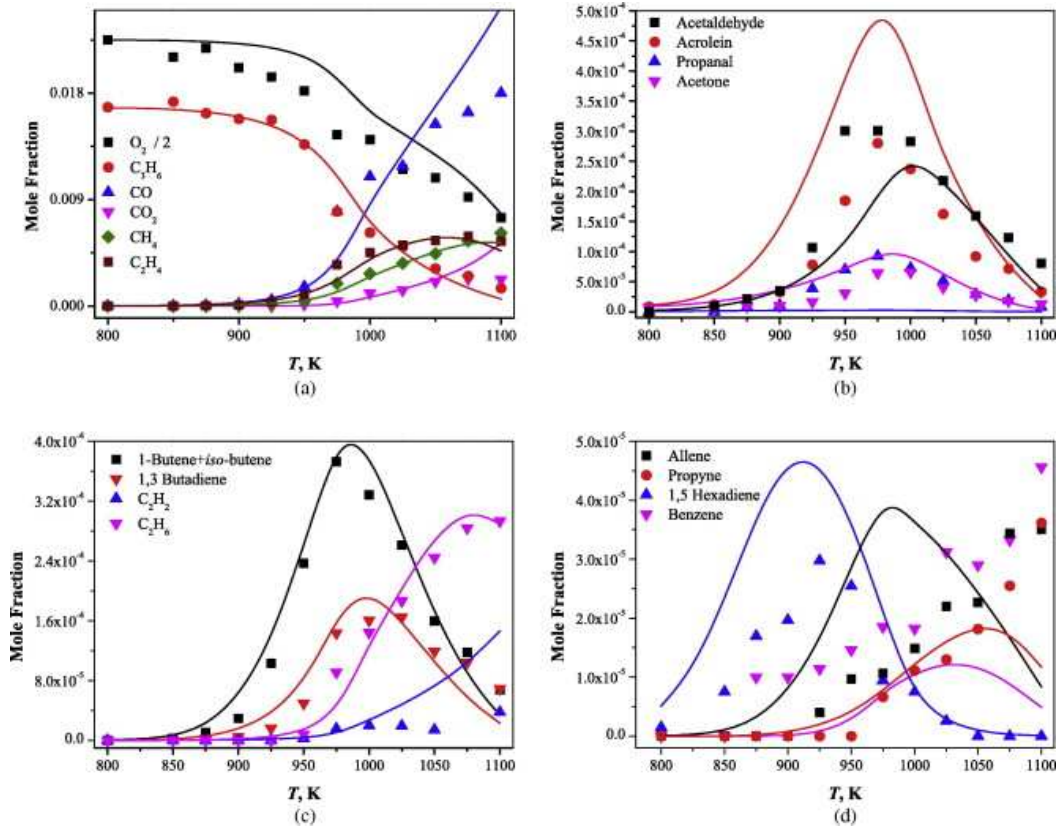 0.018
0.009
0.000
Mole Fraction
O₂ / 2
C₃H₆
CO
CO₂
CH₄
C₂H₄
800 900 1000 1100
T, K
(a)
5.0x10⁻⁴
4.5x10⁻⁴
4.0x10⁻⁴
3.5x10⁻⁴
3.0x10⁻⁴
2.5x10⁻⁴
2.0x10⁻⁴
1.5x10⁻⁴
1.0x10⁻⁴
5.0x10⁻⁵
0.0
Mole Fraction
Acetaldehyde
Acrolein
Propanal
Acetone
800 850 900 950 1000 1050 1100
T, K
(b)
4.0x10⁻⁴
3.2x10⁻⁴
2.4x10⁻⁴
1.6x10⁻⁴
8.0x10⁻⁵
0.0
Mole Fraction
1-Butene+iso-butene
1,3 Butadiene
C₂H₂
C₂H₆
800 850 900 950 1000 1050 1100
T, K
(c)
5.0x10⁻⁵
4.0x10⁻⁵
3.0x10⁻⁵
2.0x10⁻⁵
1.0x10⁻⁵
0.0
Mole Fraction
Allene
Propyne
1,5 Hexadiene
Benzene
800 850 900 950 1000 1050 1100
T, K
(d)